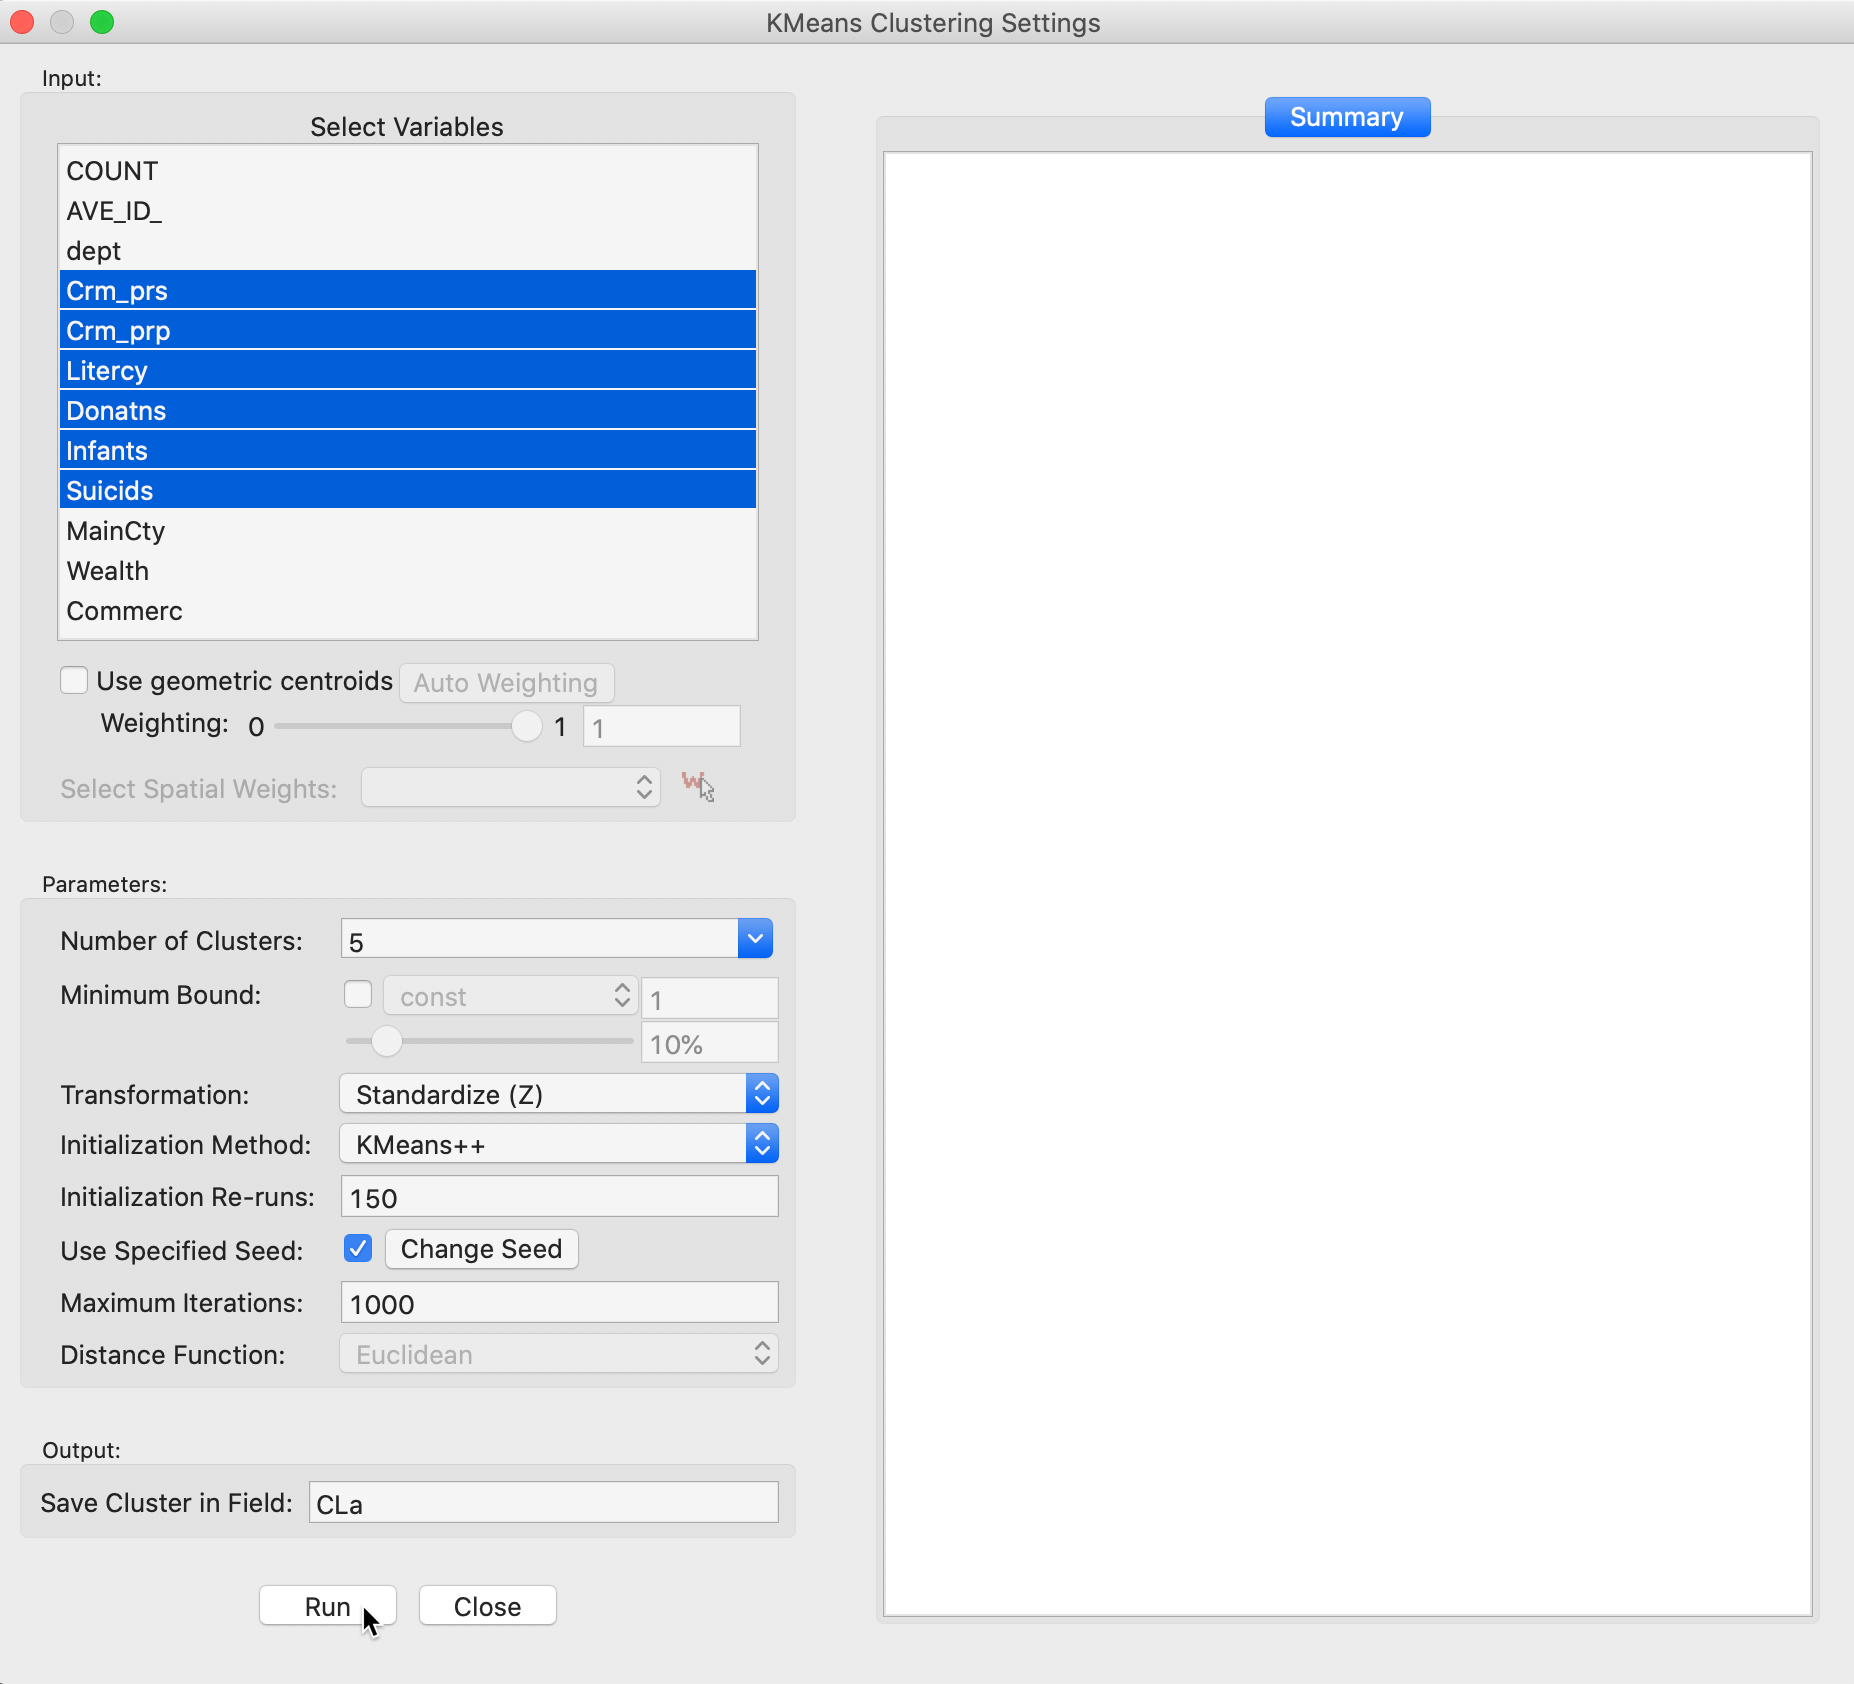 KMeans Clustering Settings
Input:
Select Variables
COUNT
AVE_ID_
dept
Crm_prs
Crm_prp
Litercy
Donatns
Infants
Suicids
MainCty
Wealth
Commerc
Use geometric centroids Auto Weighting
Weighting: 0 1 1
Select Spatial Weights: W
Parameters:
Number of Clusters: 5
Minimum Bound: const 1
10%
Transformation: Standardize (Z)
Initialization Method: KMeans++
Initialization Re-runs: 150
Use Specified Seed: Change Seed
Maximum Iterations: 1000
Distance Function: Euclidean
Output:
Save Cluster in Field: CLa
Run Close
Summary